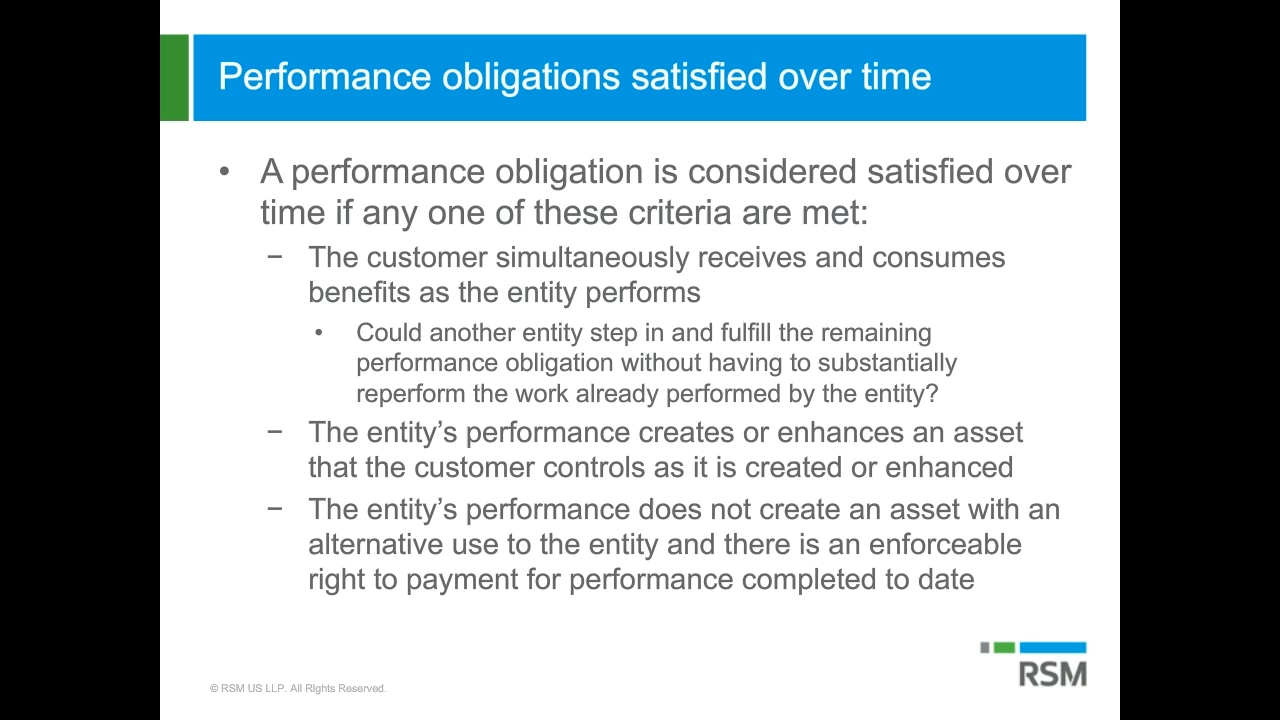 Performance obligations satisfied over time
• A performance obligation is considered satisfied over
time if any one of these criteria are met:
− The customer simultaneously receives and consumes
benefits as the entity performs
• Could another entity step in and fulfill the remaining
performance obligation without having to substantially
reperform the work already performed by the entity?
− The entity’s performance creates or enhances an asset
that the customer controls as it is created or enhanced
− The entity’s performance does not create an asset with an
alternative use to the entity and there is an enforceable
right to payment for performance completed to date
RSM
© RSM US LLP. All Rights Reserved.